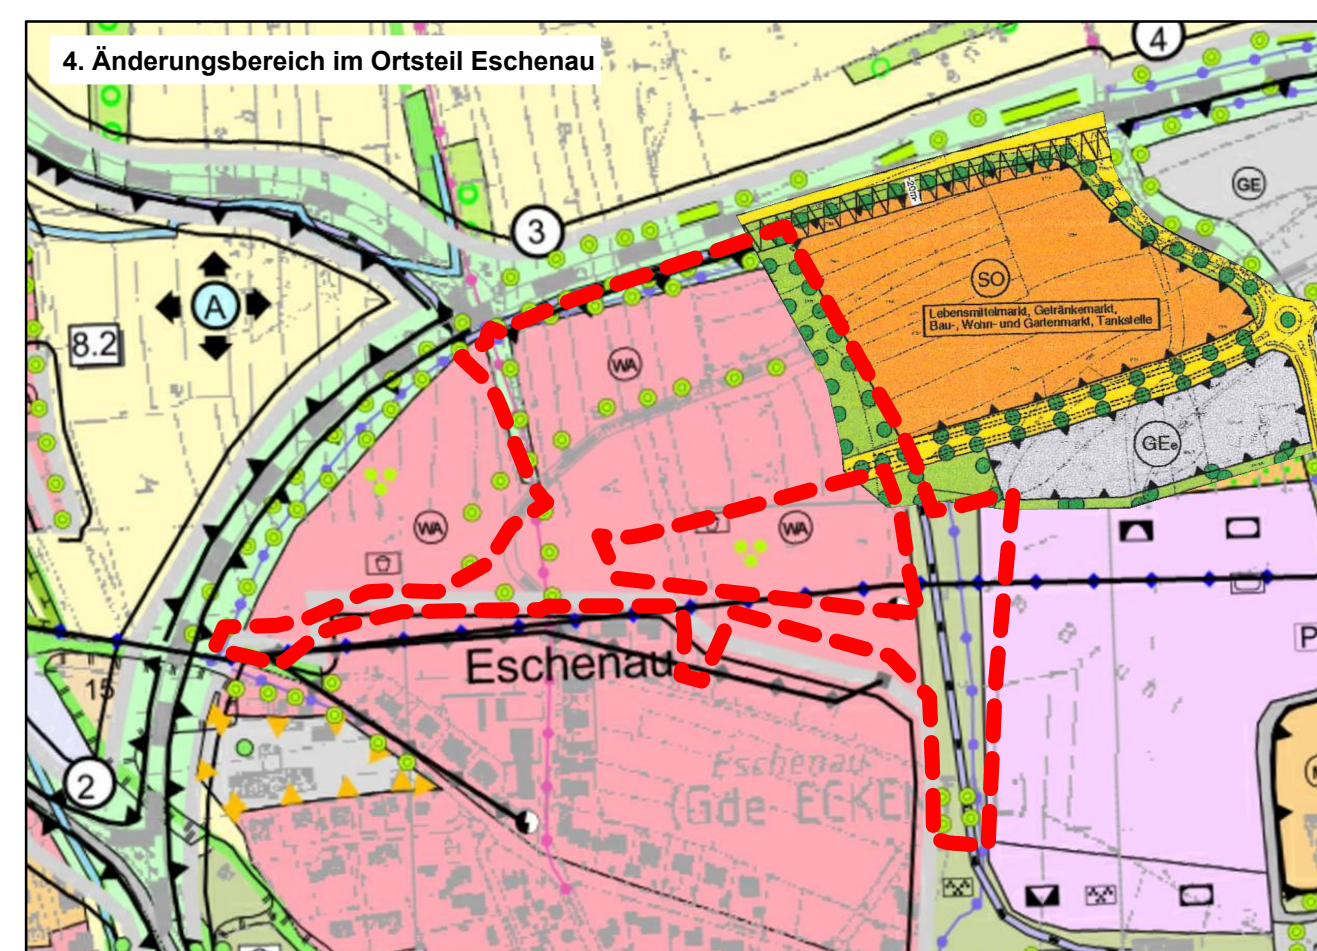 4. Änderungsbereich im Ortsteil Eschenau
4
3
GE
SO
-20m-
Lebensmittelmarkt, Getränkemarkt,
Bau-, Wohn- und Gartenmarkt, Tankstelle
A
8.2
WA
GEe
WA
WA
Eschenau
P
15
2
Eschenau
(Gde ECKEN